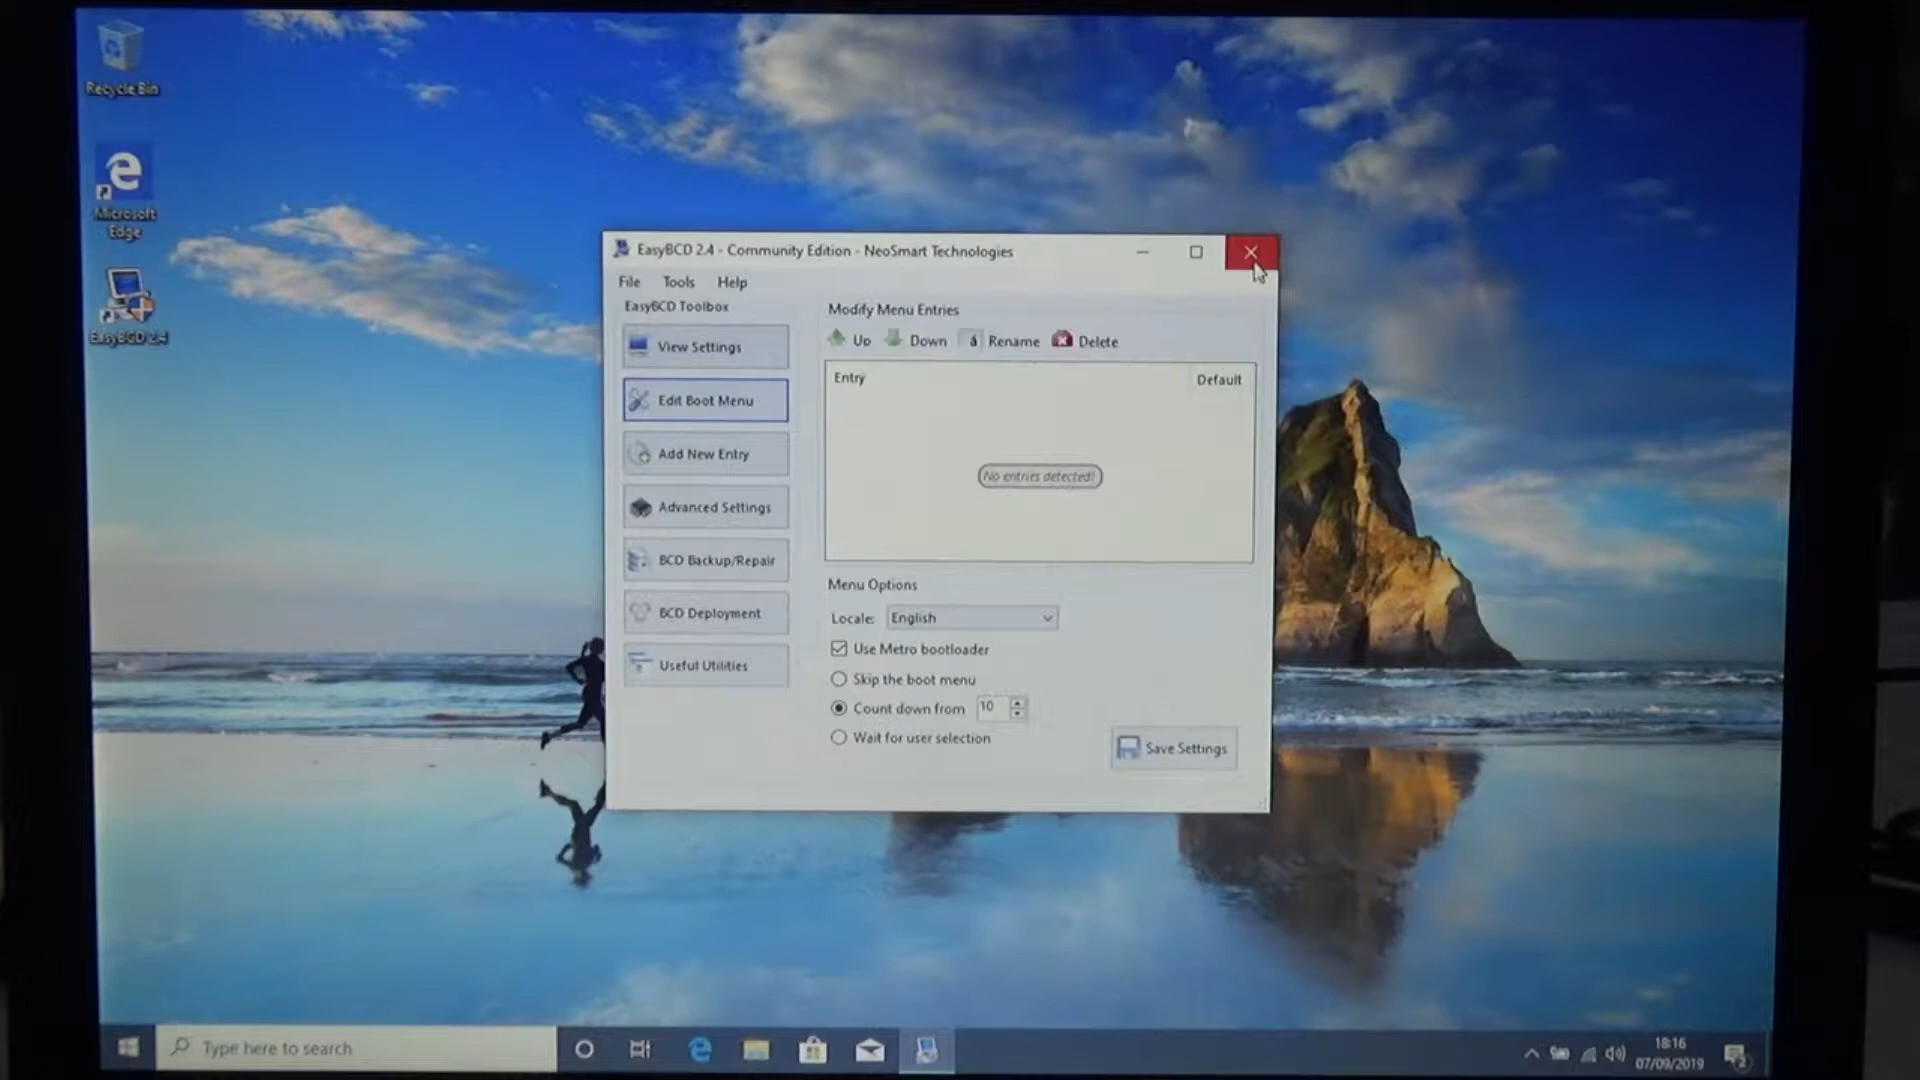 Recycle Bin
Microsoft
Edge
EasyBCD 2.4
EasyBCD 2.4 - Community Edition - NeoSmart Technologies
File Tools Help
EasyBCD Toolbox
View Settings
Edit Boot Menu
Add New Entry
Advanced Settings
BCD Backup/Repair
BCD Deployment
Useful Utilities
Modify Menu Entries
Up Down Rename Delete
Entry Default
No entries detected!
Menu Options
Locale: English
Use Metro bootloader
Skip the boot menu
Count down from 10
Wait for user selection
Save Settings
Type here to search
18:16
07/09/2019
2